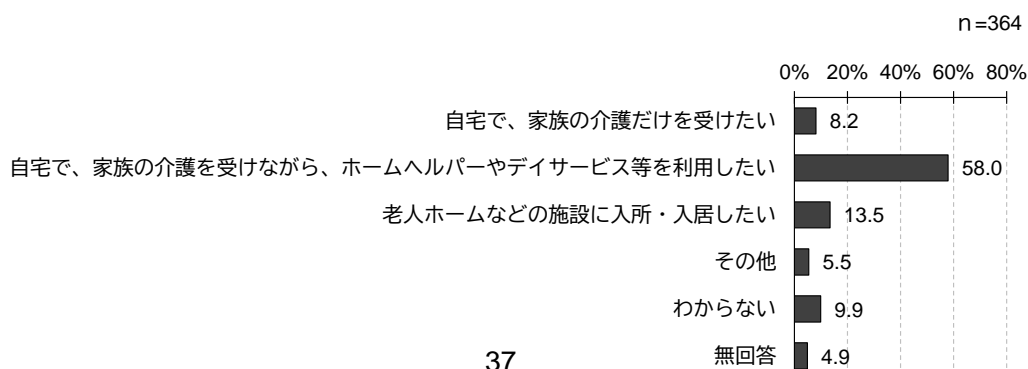 n=364
0% 20% 40% 60% 80%
自宅で、家族の介護だけを受けたい 8.2
自宅で、家族の介護を受けながら、ホームヘルパーやデイサービス等を利用したい 58.0
老人ホームなどの施設に入所・入居したい 13.5
その他 5.5
わからない 9.9
無回答 4.9
37